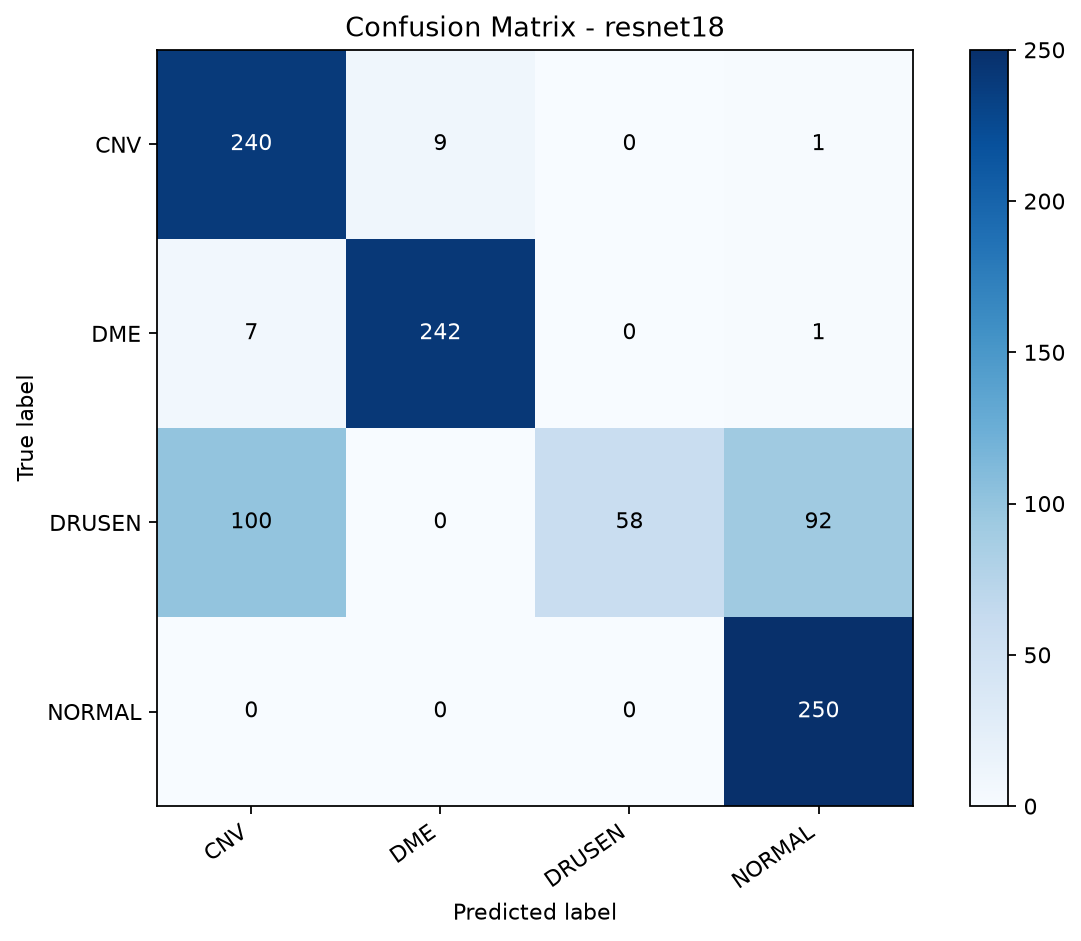 Confusion Matrix - resnet18
CNV 240 9 0 1
DME 7 242 0 1
DRUSEN 100 0 58 92
NORMAL 0 0 0 250
CNV DME DRUSEN NORMAL
Predicted label
True label
250
200
150
100
50
0